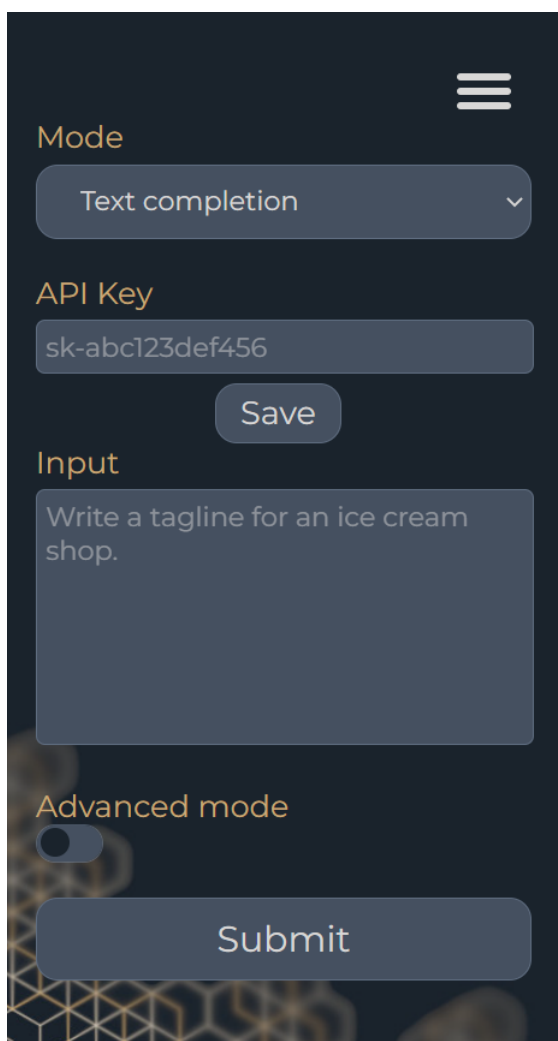 Mode
Text completion
API Key
sk-abc123def456
Save
Input
Write a tagline for an ice cream
shop.
Advanced mode
Submit